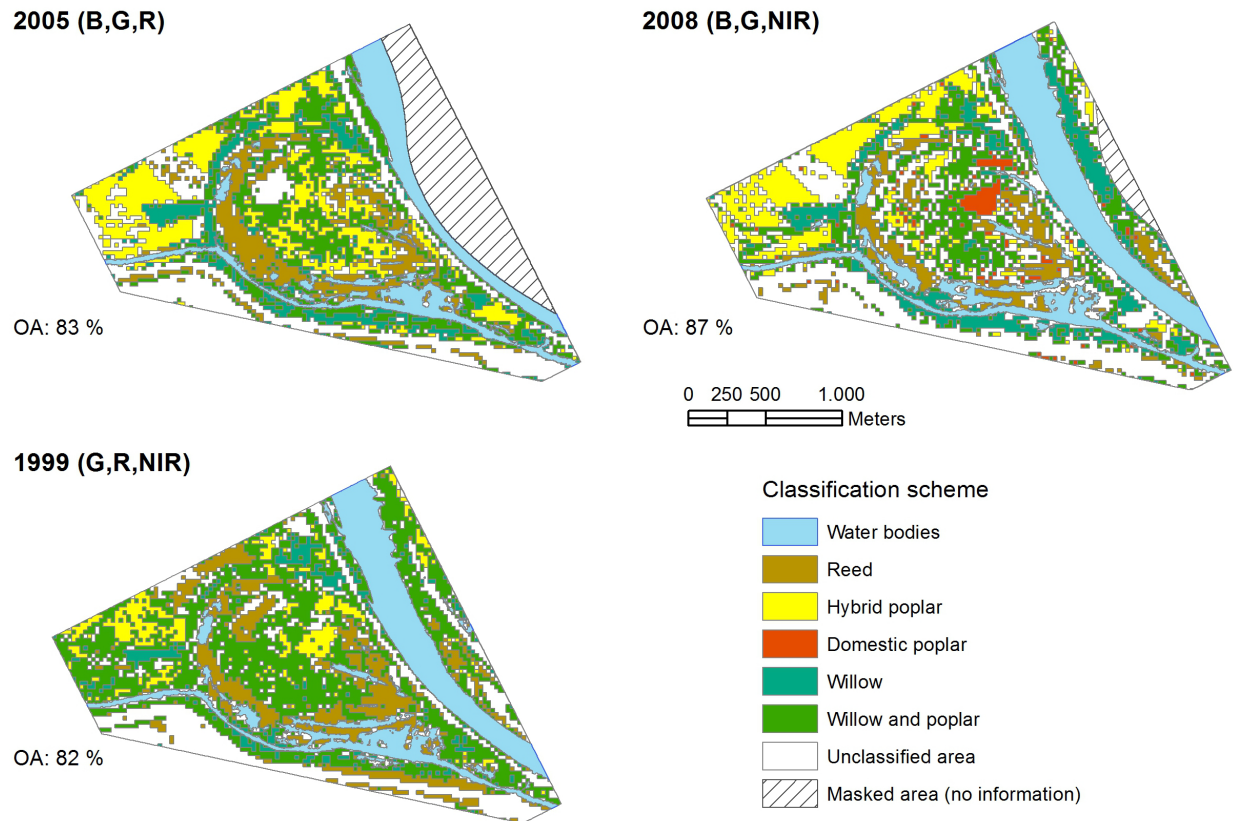 2005 (B,G,R)
2008 (B,G,NIR)
OA: 83 %
OA: 87 %
0 250 500 1.000
Meters
1999 (G,R,NIR)
OA: 82 %
Classification scheme
Water bodies
Reed
Hybrid poplar
Domestic poplar
Willow
Willow and poplar
Unclassified area
Masked area (no information)